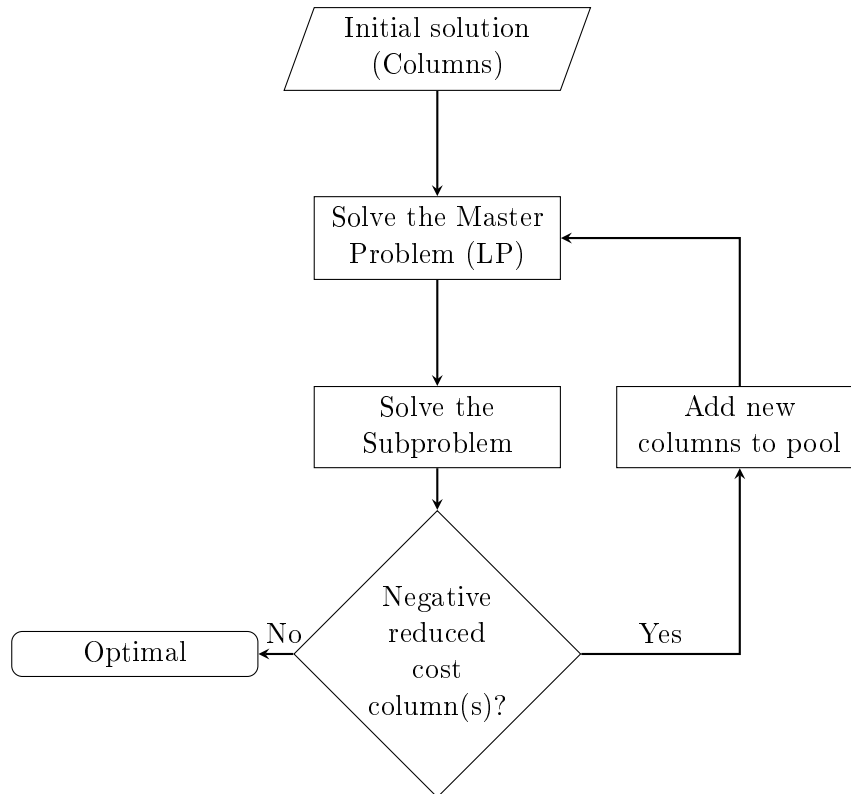 Initial solution
(Columns)
Solve the Master
Problem (LP)
Solve the
Subproblem
Add new
columns to pool
Negative
reduced
cost
column(s)?
No
Optimal
Yes